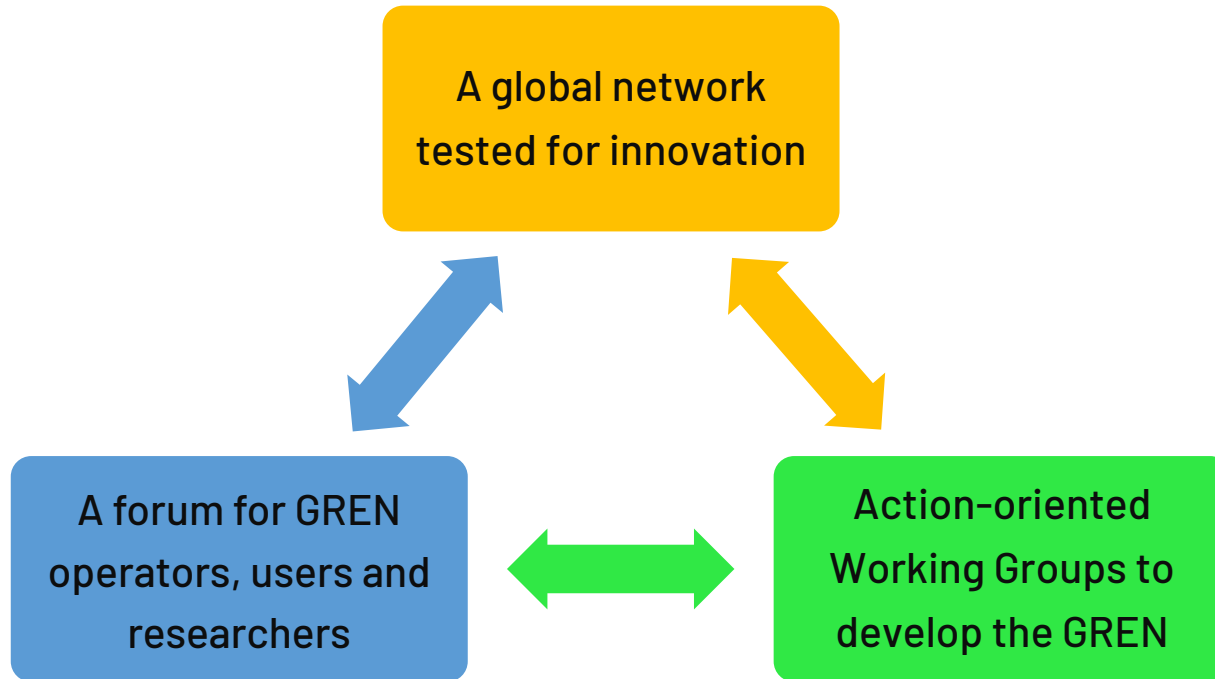 A global network
tested for innovation
A forum for GREN
operators, users and
researchers
Action-oriented
Working Groups to
develop the GREN